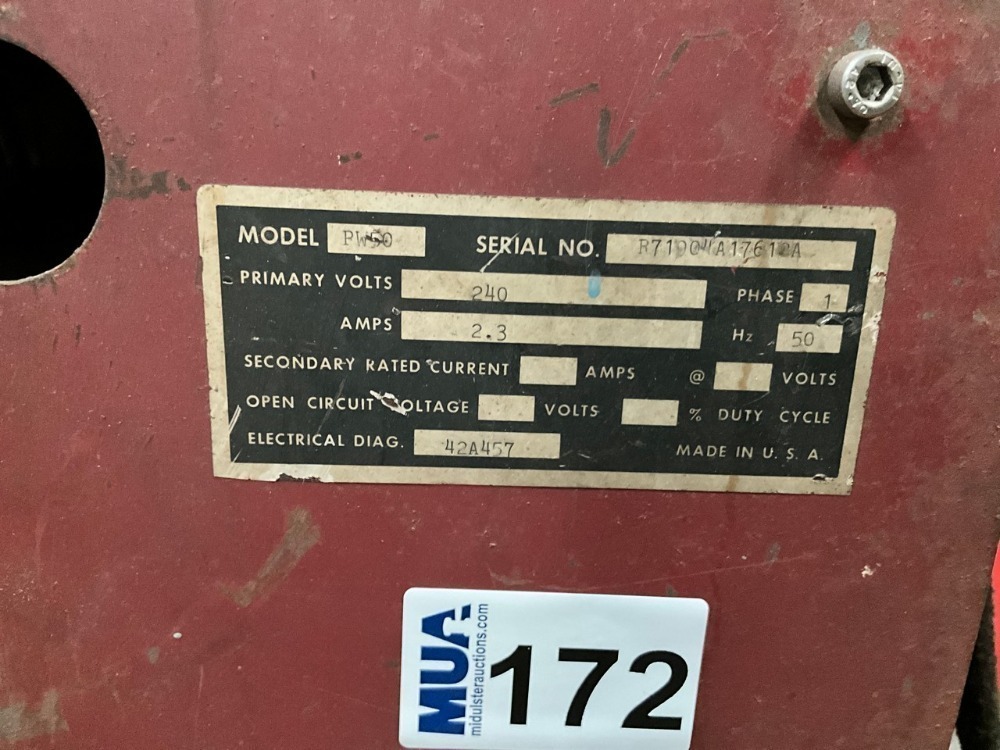 MODEL PW50 SERIAL NO.
PRIMARY VOLTS 240 PHASE 1
AMPS 2.3 Hz 50
SECONDARY RATED CURRENT AMPS @ VOLTS
OPEN CIRCUIT VOLTAGE VOLTS % DUTY CYCLE
ELECTRICAL DIAG. 42A457 MADE IN U. S. A.
MUA
midulsterauctions.com
172